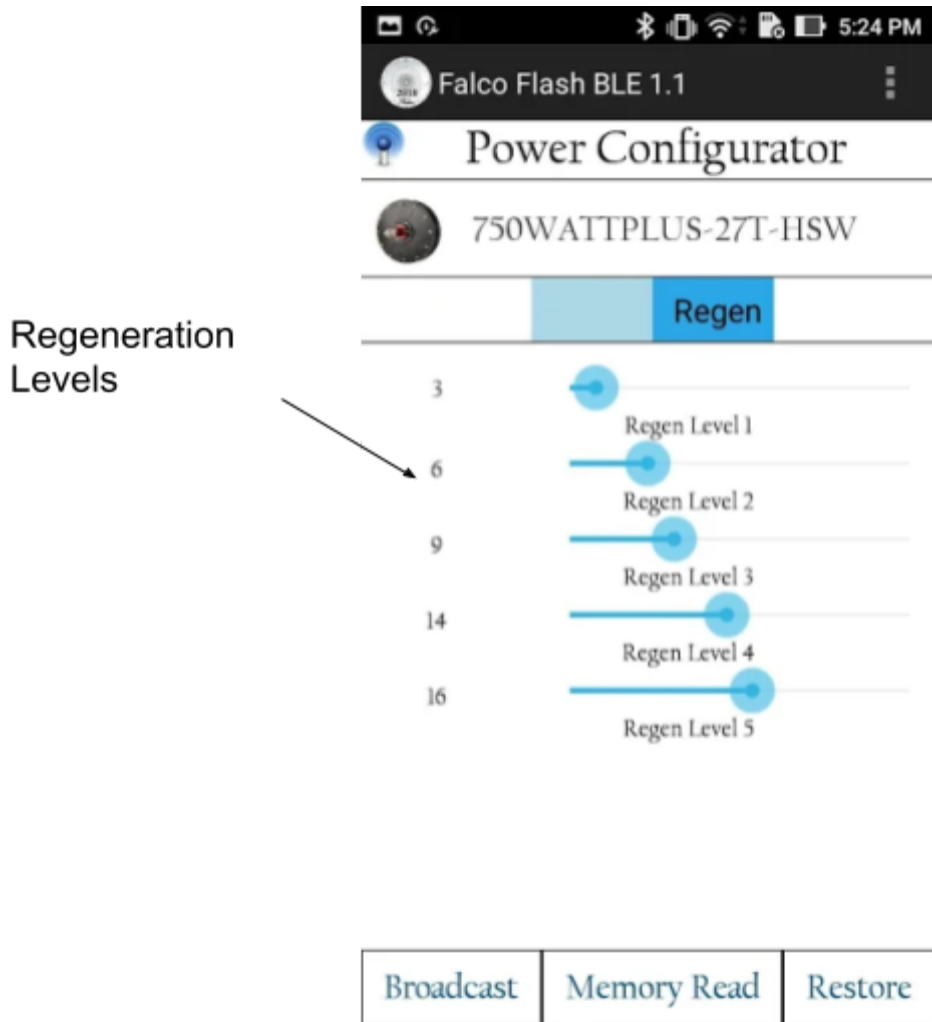 5:24 PM
Falco Flash BLE 1.1
Power Configurator
750WATTPLUS-27T-HSW
Regen
Regeneration
Levels
3
Regen Level 1
6
Regen Level 2
9
Regen Level 3
14
Regen Level 4
16
Regen Level 5
Broadcast Memory Read Restore